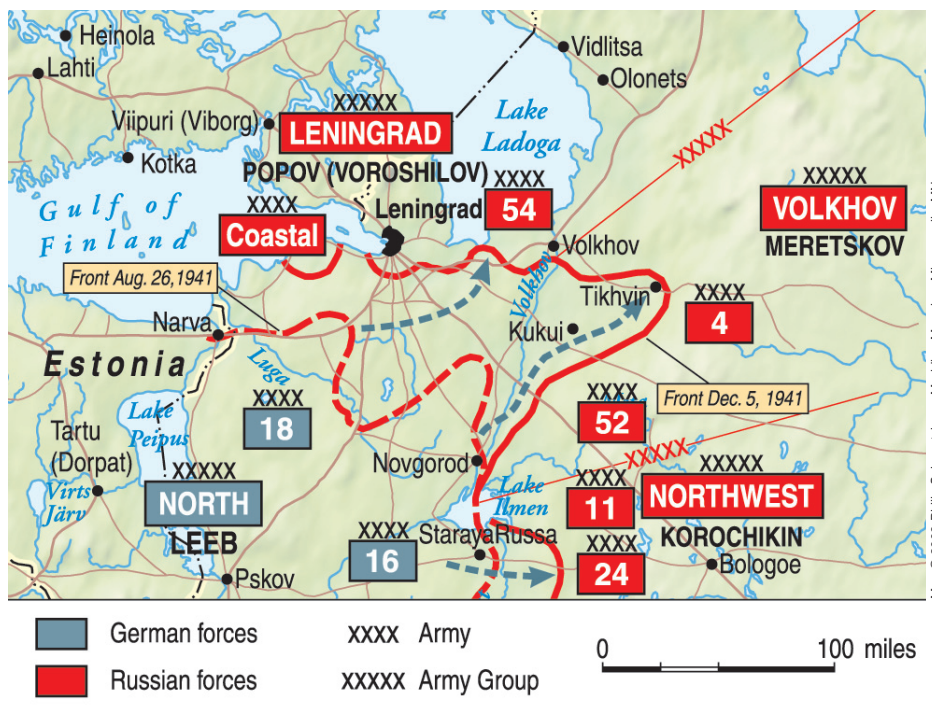 Heinola
Lahti
Vidlitsa
Olonets
XXXXX
Viipuri (Viborg)
LENINGRAD
Lake
Ladoga
XXXXX
Kotka
POPOV (VOROSHILOV)
XXXX
XXXXX
VOLKHOV
MERETSKOV
XXXX
Leningrad
54
Gulf of
Finland
Coastal
Volkhov
Front Aug. 26,1941
Volkhov
Tikhvin
XXXX
4
Narva
Kukui
Estonia
Luga
XXXX
18
Front Dec. 5, 1941
XXXX
52
Lake
Peipus
Tartu
(Dorpat)
XXXXX
Novgorod
XXXXX
NORTH
LEEB
Virts
Järv
Lake
Ilmen
XXXX
11
XXXXX
NORTHWEST
KOROCHIKIN
XXXX
16
StarayaRussa
XXXX
24
Bologoe
Pskov
German forces
XXXX Army
0 100 miles
Russian forces
XXXXX Army Group